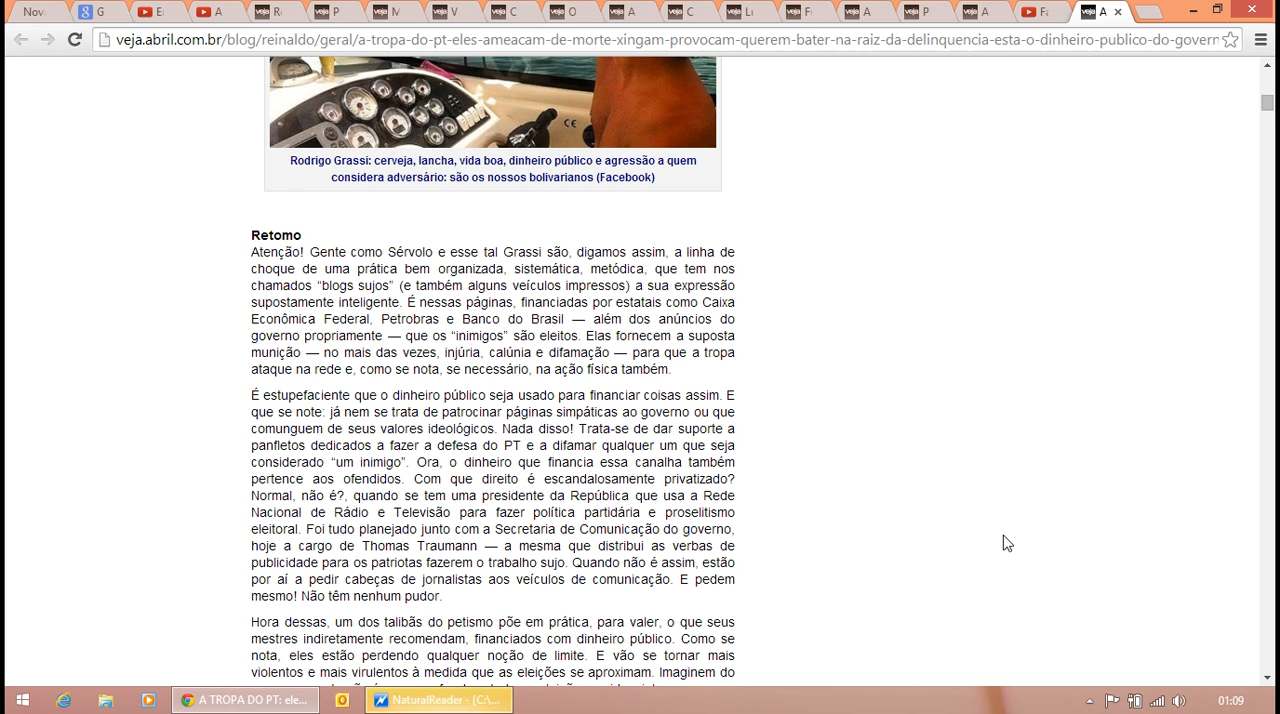 Nova
G
E
A
R
P
M
V
C
O
A
C
Lu
F
A
P
A
Fa
A
veja.abril.com.br/blog/reinaldo/geral/a-tropa-do-pt-eles-ameacam-de-morte-xingam-provocam-querem-bater-na-raiz-da-delinquencia-esta-o-dinheiro-publico-do-govern
CE
Rodrigo Grassi: cerveja, lancha, vida boa, dinheiro público e agressão a quem
considera adversário: são os nossos bolivarianos (Facebook)
Retomo
Atenção! Gente como Sérvolo e esse tal Grassi são, digamos assim, a linha de
choque de uma prática bem organizada, sistemática, metódica, que tem nos
chamados “blogs sujos” (e também alguns veículos impressos) a sua expressão
supostamente inteligente. É nessas páginas, financiadas por estatais como Caixa
Econômica Federal, Petrobras e Banco do Brasil — além dos anúncios do
governo propriamente — que os “inimigos” são eleitos. Elas fornecem a suposta
munição — no mais das vezes, injúria, calúnia e difamação — para que a tropa
ataque na rede e, como se nota, se necessário, na ação física também.
É estupefaciente que o dinheiro público seja usado para financiar coisas assim. E
que se note: já nem se trata de patrocinar páginas simpáticas ao governo ou que
comunguem de seus valores ideológicos. Nada disso! Trata-se de dar suporte a
panfletos dedicados a fazer a defesa do PT e a difamar qualquer um que seja
considerado “um inimigo”. Ora, o dinheiro que financia essa canalha também
pertence aos ofendidos. Com que direito é escandalosamente privatizado?
Normal, não é?, quando se tem uma presidente da República que usa a Rede
Nacional de Rádio e Televisão para fazer política partidária e proselitismo
eleitoral. Foi tudo planejado junto com a Secretaria de Comunicação do governo,
hoje a cargo de Thomas Traumann — a mesma que distribui as verbas de
publicidade para os patriotas fazerem o trabalho sujo. Quando não é assim, estão
por aí a pedir cabeças de jornalistas aos veículos de comunicação. E pedem
mesmo! Não têm nenhum pudor.
Hora dessas, um dos talibãs do petismo põe em prática, para valer, o que seus
mestres indiretamente recomendam, financiados com dinheiro público. Como se
nota, eles estão perdendo qualquer noção de limite. E vão se tornar mais
violentos e mais virulentos à medida que as eleições se aproximam. Imaginem do
A TROPA DO PT: ele...
NaturalReader - [C:\...
01:09